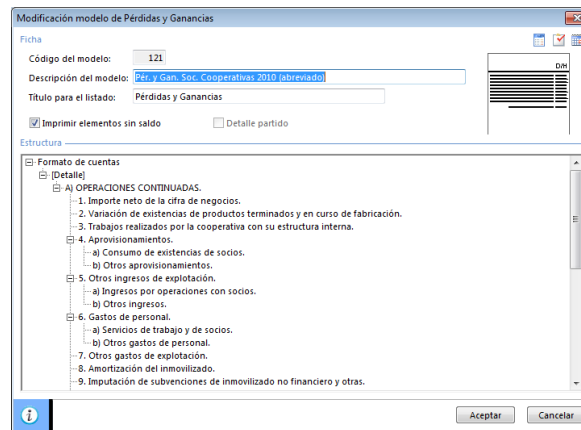 Modificación modelo de Pérdidas y Ganancias
Ficha
Código del modelo: 121
D/H
Descripción del modelo: Pér. y Gan. Soc. Cooperativas 2010 (abreviado)
Título para el listado: Pérdidas y Ganancias
Imprimir elementos sin saldo Detalle partido
Estructura
Formato de cuentas
[Detalle]
A) OPERACIONES CONTINUADAS.
1. Importe neto de la cifra de negocios.
2. Variación de existencias de productos terminados y en curso de fabricación.
3. Trabajos realizados por la cooperativa con su estructura interna.
4. Aprovisionamientos.
a) Consumo de existencias de socios.
b) Otros aprovisionamientos.
5. Otros ingresos de explotación.
a) Ingresos por operaciones con socios.
b) Otros ingresos.
6. Gastos de personal.
a) Servicios de trabajo y de socios.
b) Otros gastos de personal.
7. Otros gastos de explotación.
8. Amortización del inmovilizado.
9. Imputación de subvenciones de inmovilizado no financiero y otras.
Aceptar Cancelar